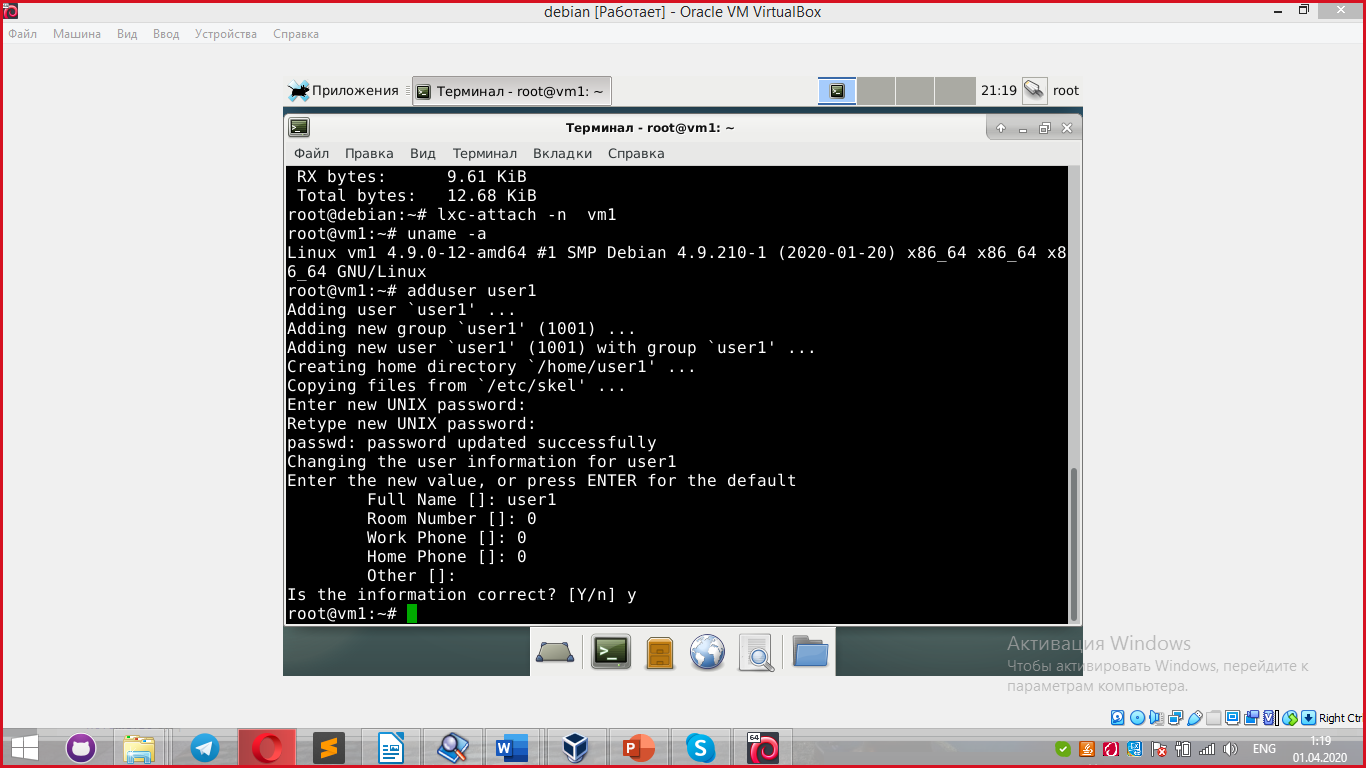 debian [Работает] - Oracle VM VirtualBox
Файл Машина Вид Ввод Устройства Справка
Приложения Терминал - root@vm1: ~ 21:19 root
Терминал - root@vm1: ~
Файл Правка Вид Терминал Вкладки Справка
RX bytes: 9.61 KiB
Total bytes: 12.68 KiB
root@debian:~# lxc-attach -n vm1
root@vm1:~# uname -a
Linux vm1 4.9.0-12-amd64 #1 SMP Debian 4.9.210-1 (2020-01-20) x86_64 x86_64 x8
6_64 GNU/Linux
root@vm1:~# adduser user1
Adding user `user1' ...
Adding new group `user1' (1001) ...
Adding new user `user1' (1001) with group `user1' ...
Creating home directory `/home/user1' ...
Copying files from `/etc/skel' ...
Enter new UNIX password:
Retype new UNIX password:
passwd: password updated successfully
Changing the user information for user1
Enter the new value, or press ENTER for the default
Full Name []: user1
Room Number []: 0
Work Phone []: 0
Home Phone []: 0
Other []:
Is the information correct? [Y/n] y
root@vm1:~#
Активация Windows
Чтобы активировать Windows, перейдите к
параметрам компьютера.
Right Ctrl
64
ENG 1:19
01.04.2020